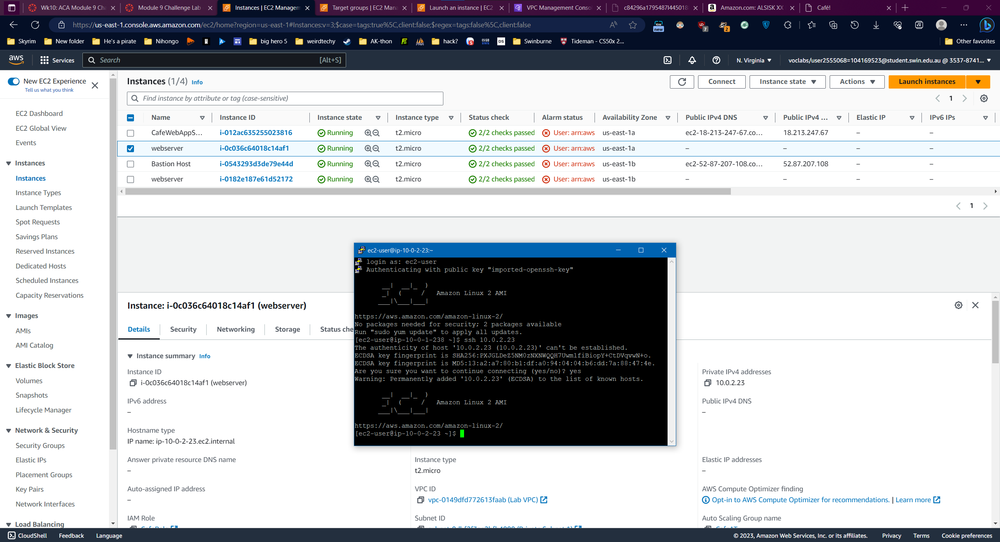 Wk10: ACA Module 9 Cha
Module 9 Challenge Lab
Instances | EC2 Managem
Target groups | EC2 Mana
Launch an instance | EC2
VPC Management Conso
c84296a1795487l445018
Amazon.com: ALSISK XX
Café!
https://us-east-1.console.aws.amazon.com/ec2/home?region=us-east-1#Instances:v=3;$case=tags:true%5C,client:false;$regex=tags:false%5C,client:false
new
7
2
Skyrim
New folder
He's a pirate
Nihongo
big hero 5
weirdtechy
AK-thon
hack?
DS
Swinburne
Tideman - CS50x 2...
Other favorites
aws
Services
Search
[Alt+S]
N. Virginia
voclabs/user2555068=104169523@student.swin.edu.au @ 3537-8741...
New EC2 Experience
Tell us what you think
EC2 Dashboard
EC2 Global View
Events
Instances
Instances
Instance Types
Launch Templates
Spot Requests
Savings Plans
Reserved Instances
Dedicated Hosts
Scheduled Instances
Capacity Reservations
Images
AMIs
AMI Catalog
Elastic Block Store
Volumes
Snapshots
Lifecycle Manager
Network & Security
Security Groups
Elastic IPs
Placement Groups
Key Pairs
Network Interfaces
Load Balancing
Instances (1/4) Info
Connect
Instance state
Actions
Launch instances
Find instance by attribute or tag (case-sensitive)
1
Name Instance ID Instance state Instance type Status check Alarm status Availability Zone Public IPv4 DNS Public IPv4 ... Elastic IP IPv6 IPs
CafeWebAppS... i-012ac635255023816 Running t2.micro 2/2 checks passed User: arn:aws us-east-1a ec2-18-213-247-67.co... 18.213.247.67 – –
webserver i-0c036c64018c14af1 Running t2.micro 2/2 checks passed User: arn:aws us-east-1a – – – –
Bastion Host i-0543293d3de79e44d Running t2.micro 2/2 checks passed User: arn:aws us-east-1b ec2-52-87-207-108.co... 52.87.207.108 – –
webserver i-0182e187e61d52172 Running t2.micro 2/2 checks passed User: arn:aws us-east-1b – – – –
1
Instance: i-0c036c64018c14af1 (webserver)
Details
Security
Networking
Storage
Status che
Instance summary Info
Instance ID
i-0c036c64018c14af1 (webserver)
IPv6 address
–
Hostname type
IP name: ip-10-0-2-23.ec2.internal
Answer private resource DNS name
–
Auto-assigned IP address
–
IAM Role
Instance type
t2.micro
VPC ID
vpc-0149dfd772613faab (Lab VPC)
Subnet ID
Private IPv4 addresses
10.0.2.23
Public IPv4 DNS
–
Elastic IP addresses
–
AWS Compute Optimizer finding
Opt-in to AWS Compute Optimizer for recommendations. | Learn more
Auto Scaling Group name
ec2-user@ip-10-0-2-23:~
login as: ec2-user
Authenticating with public key "imported-openssh-key"
__|  __|_  )
_|  (     /   Amazon Linux 2 AMI
___|\___|___|
https://aws.amazon.com/amazon-linux-2/
No packages needed for security; 2 packages available
Run "sudo yum update" to apply all updates.
[ec2-user@ip-10-0-1-238 ~]$ ssh 10.0.2.23
The authenticity of host '10.0.2.23 (10.0.2.23)' can't be established.
ECDSA key fingerprint is SHA256:PXJGLDeZ5NM0zNXNWQQH7Uwm1fiBiopY+CtDVqvwN+o.
ECDSA key fingerprint is MD5:13:a2:a7:80:b1:df:a0:94:04:04:b6:dd:7a:88:47:4e.
Are you sure you want to continue connecting (yes/no)? yes
Warning: Permanently added '10.0.2.23' (ECDSA) to the list of known hosts.
__|  __|_  )
_|  (     /   Amazon Linux 2 AMI
___|\___|___|
https://aws.amazon.com/amazon-linux-2/
[ec2-user@ip-10-0-2-23 ~]$
CloudShell
Feedback
Language
© 2023, Amazon Web Services, Inc. or its affiliates.
Privacy
Terms
Cookie preferences